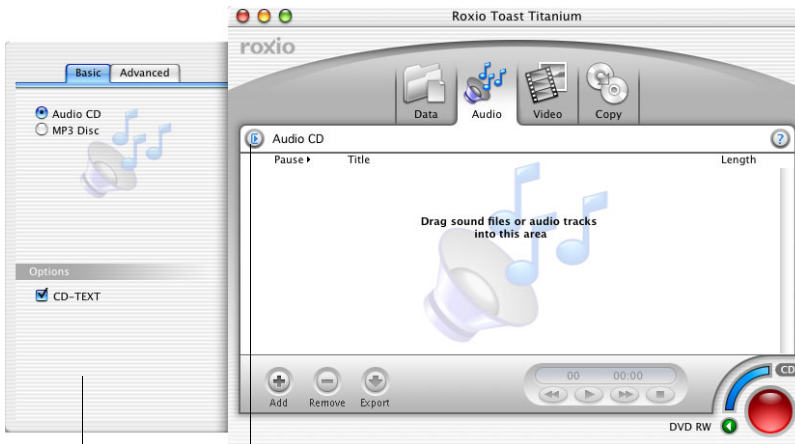 Roxio Toast Titanium
roxio
Basic Advanced
Audio CD
MP3 Disc
Options
CD-TEXT
Data Audio Video Copy
Audio CD ?
Pause Title Length
Drag sound files or audio tracks
into this area
00 00:00
Add Remove Export
CD
DVD RW